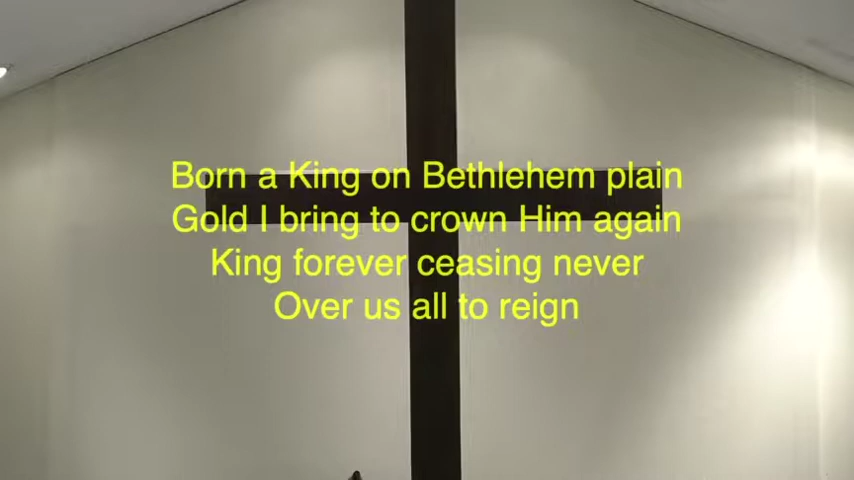 Born a King on Bethlehem plain
Gold I bring to crown Him again
King forever ceasing never
Over us all to reign